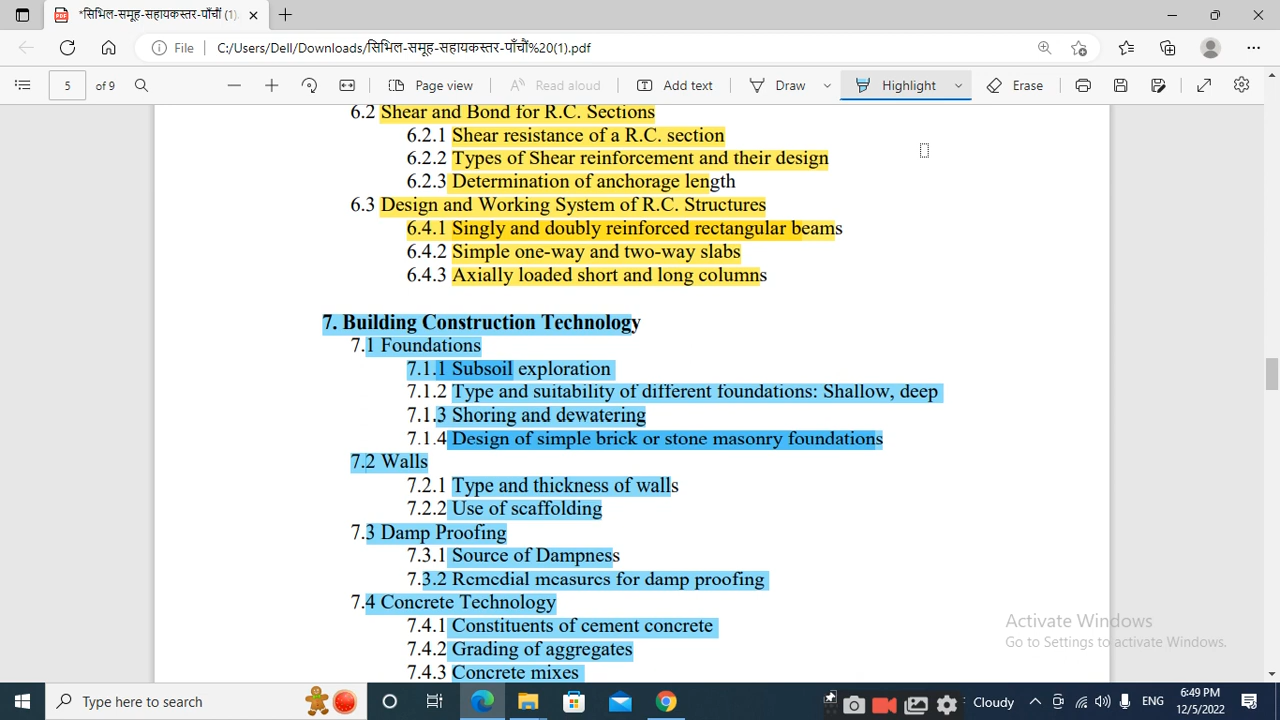 *सिभिल-समूह-सहायकस्तर-पाँचौं (1)
File C:/Users/Dell/Downloads/सिभिल-समूह-सहायकस्तर-पाँचौं%20(1).pdf
5 of 9 Page view Read aloud Add text Draw Highlight Erase
6.2 Shear and Bond for R.C. Sections
6.2.1 Shear resistance of a R.C. section
6.2.2 Types of Shear reinforcement and their design
6.2.3 Determination of anchorage length
6.3 Design and Working System of R.C. Structures
6.4.1 Singly and doubly reinforced rectangular beams
6.4.2 Simple one-way and two-way slabs
6.4.3 Axially loaded short and long columns
7. Building Construction Technology
7.1 Foundations
7.1.1 Subsoil exploration
7.1.2 Type and suitability of different foundations: Shallow, deep
7.1.3 Shoring and dewatering
7.1.4 Design of simple brick or stone masonry foundations
7.2 Walls
7.2.1 Type and thickness of walls
7.2.2 Use of scaffolding
7.3 Damp Proofing
7.3.1 Source of Dampness
7.3.2 Remedial measures for damp proofing
7.4 Concrete Technology
7.4.1 Constituents of cement concrete
7.4.2 Grading of aggregates
7.4.3 Concrete mixes
Activate Windows
Go to Settings to activate Windows.
Type here to search Cloudy ENG 6:49 PM
12/5/2022